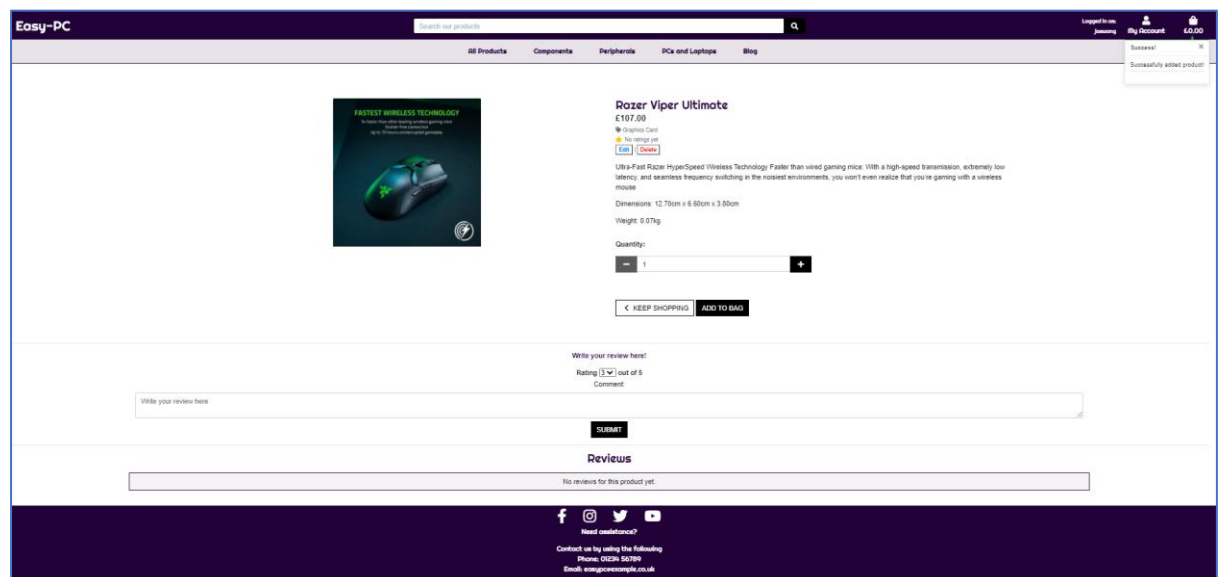 Easy-PC
Search our products
Logged in as:
My Account
£0.00
All Products
Components
Peripherals
PCs and Laptops
Blog
Success!
×
Successfully added product!
FASTEST WIRELESS TECHNOLOGY
Razer Viper Ultimate
£107.00
Graphics Card
No ratings yet
Edit | Delete
Ultra-Fast Razer HyperSpeed Wireless Technology Faster than wired gaming mice: With a high-speed transmission, extremely low
latency, and seamless frequency switching in the noisiest environments, you won't even realize that you're gaming with a wireless
mouse
Dimensions: 12.70cm x 6.60cm x 3.80cm
Weight: 0.07kg
Quantity:
1
KEEP SHOPPING
ADD TO BAG
Write your review here!
Rating 3 out of 5
Comment:
Write your review here
SUBMIT
Reviews
No reviews for this product yet.
Need assistance?
Contact us by using the following
Phone: 01234 56789
Email: easypceexample.co.uk